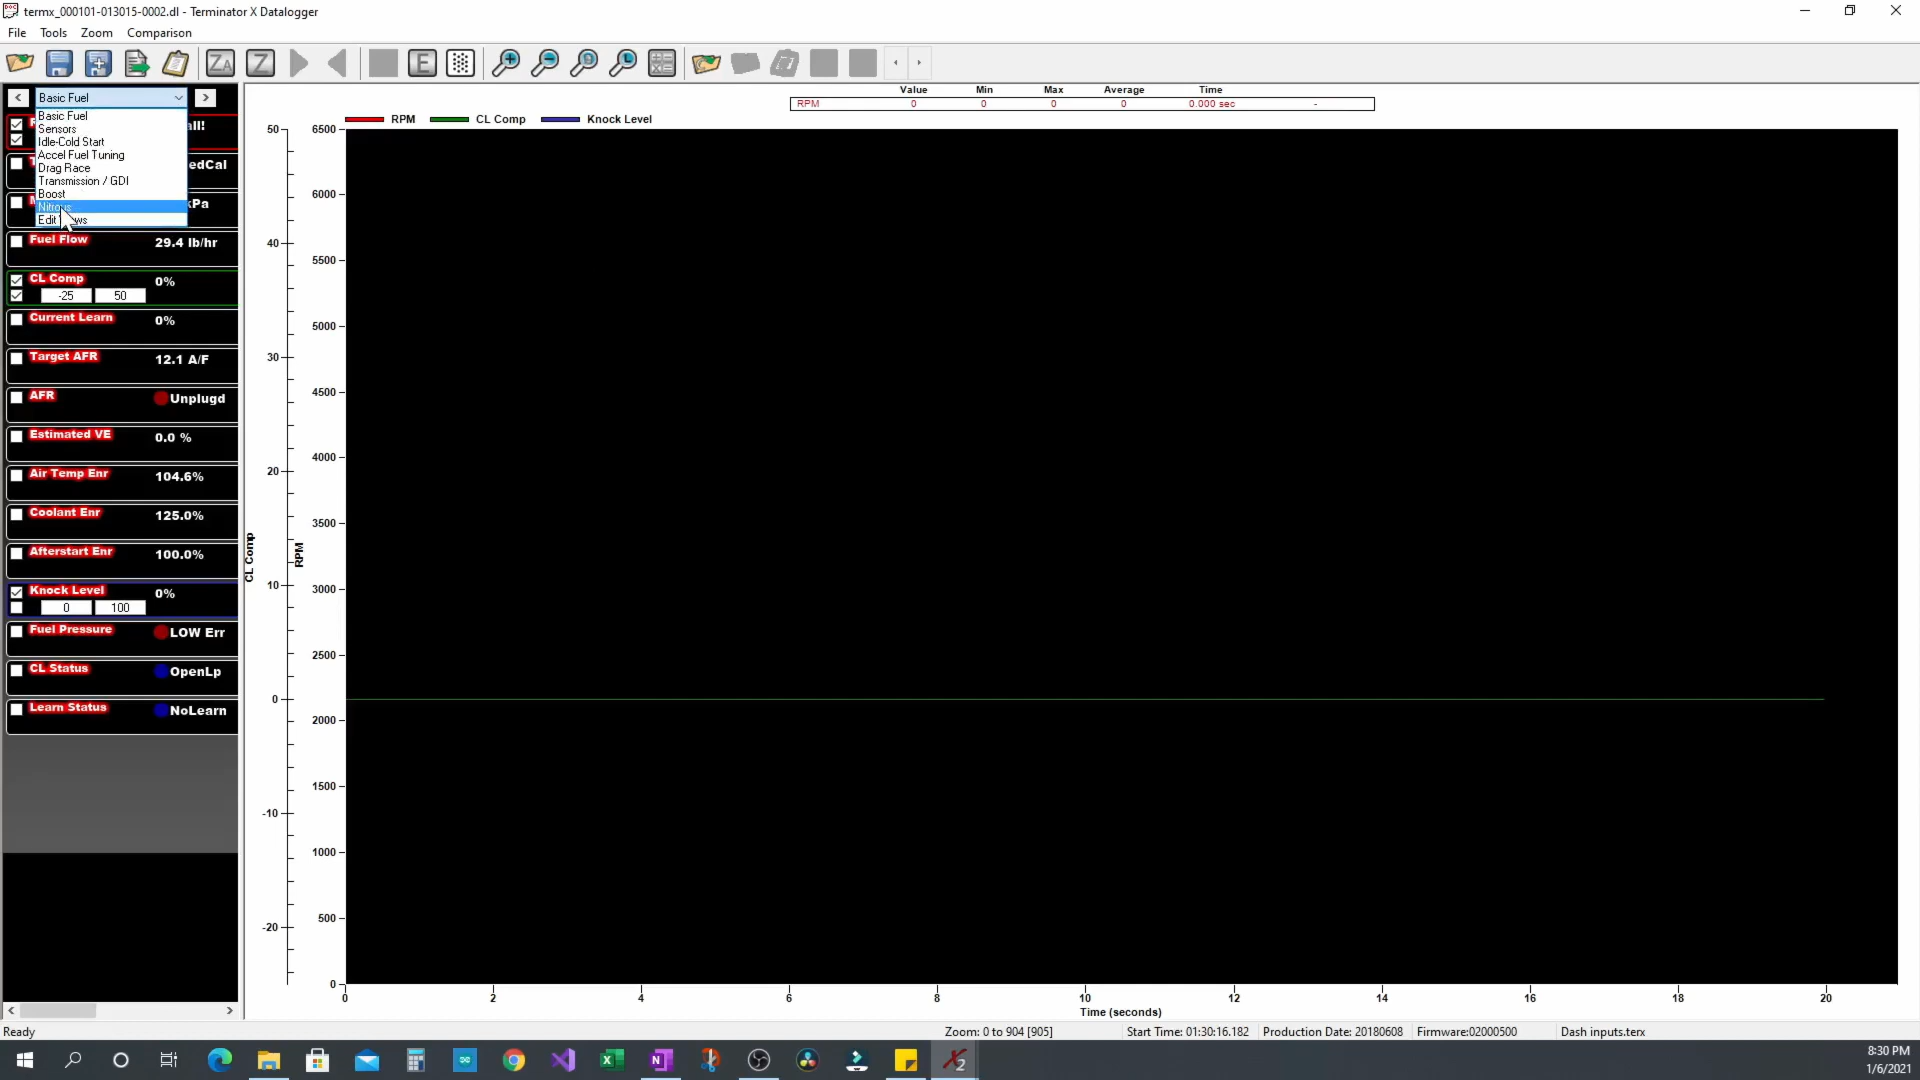 termx_000101-013015-0002.dl - Terminator X Datalogger
File Tools Zoom Comparison
Basic Fuel
Basic Fuel
Sensors
Idle-Cold Start
Accel Fuel Tuning
Drag Race
Transmission / GDI
Boost
Nitrous
all!
edCal
kPa
Fuel Flow 29.4 lb/hr
CL Comp 0%
-25 50
Current Learn 0%
Target AFR 12.1 A/F
AFR Unplugd
Estimated VE 0.0 %
Air Temp Enr 104.6%
Coolant Enr 125.0%
Afterstart Enr 100.0%
Knock Level 0%
0 100
Fuel Pressure LOW Err
CL Status OpenLp
Learn Status NoLearn
Value Min Max Average Time
RPM 0 0 0 0 0.000 sec -
RPM CL Comp Knock Level
CL Comp
50
40
30
20
10
0
-10
-20
RPM
6500
6000
5500
5000
4500
4000
3500
3000
2500
2000
1500
1000
500
0
0 2 4 6 8 10 12 14 16 18 20
Time (seconds)
Ready Zoom: 0 to 904 [905] Start Time: 01:30:16.182 Production Date: 20180608 Firmware:02000500 Dash inputs.terx
8:30 PM
1/6/2021